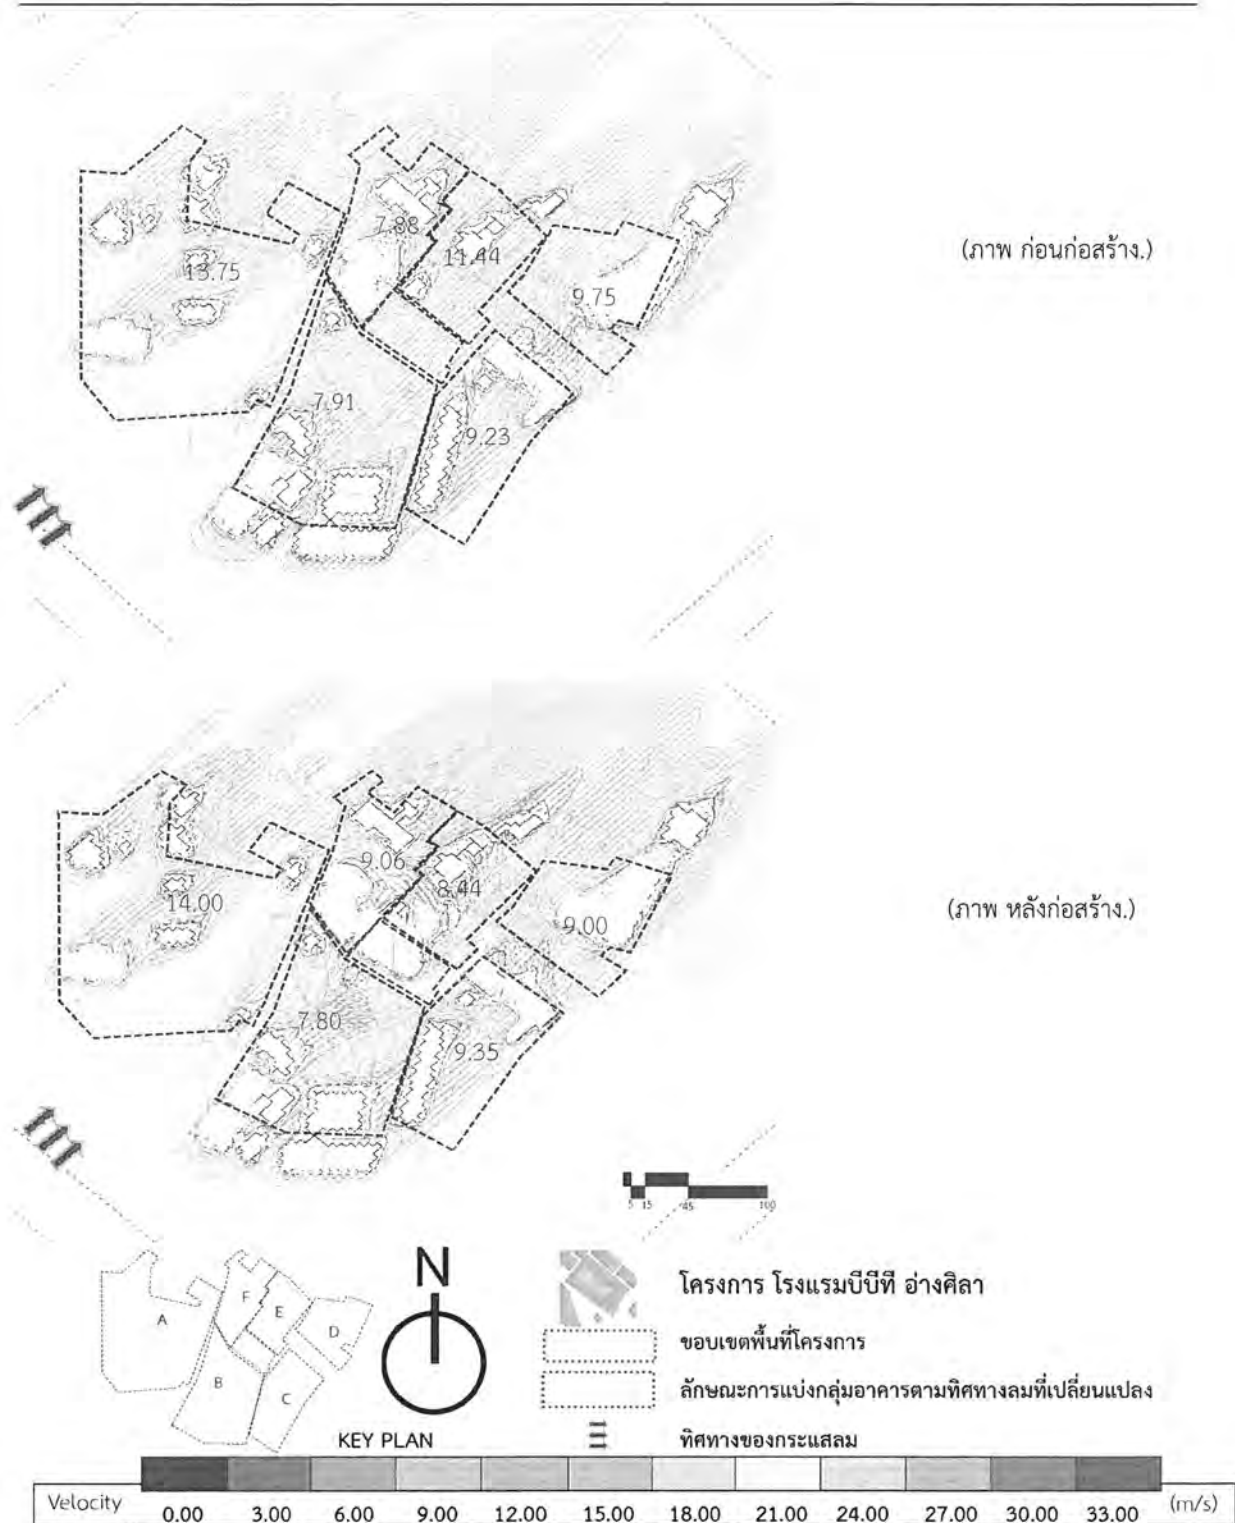 7.88
11.44
(ภาพ ก่อนก่อสร้าง.)
13.75
9.75
7.91
9.23
9.06
8.44
14.00
9.00
(ภาพ หลังก่อสร้าง.)
7.80
9.35
5 15 45 100
N
โครงการ โรงแรมบีบีที อ่างศิลา
A
F
E
D
ขอบเขตพื้นที่โครงการ
B
C
ลักษณะการแบ่งกลุ่มอาคารตามทิศทางลมที่เปลี่ยนแปลง
KEY PLAN
ทิศทางของกระแสลม
Velocity 0.00 3.00 6.00 9.00 12.00 15.00 18.00 21.00 24.00 27.00 30.00 33.00 (m/s)